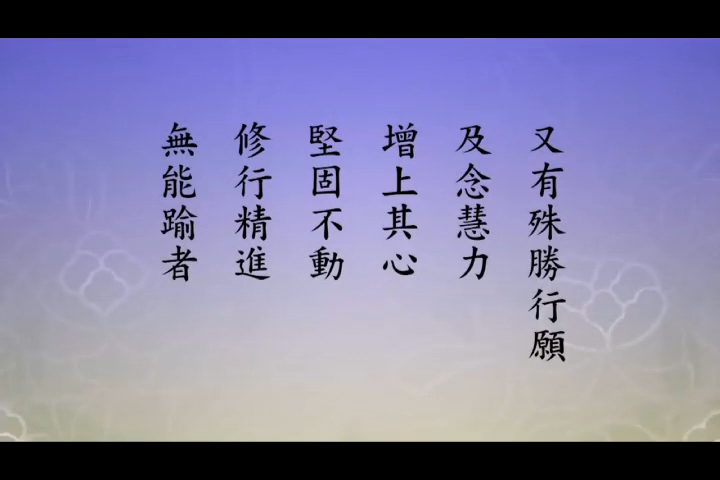 又有殊勝行願
及念慧力
增上其心
堅固不動
修行精進
無能踰者